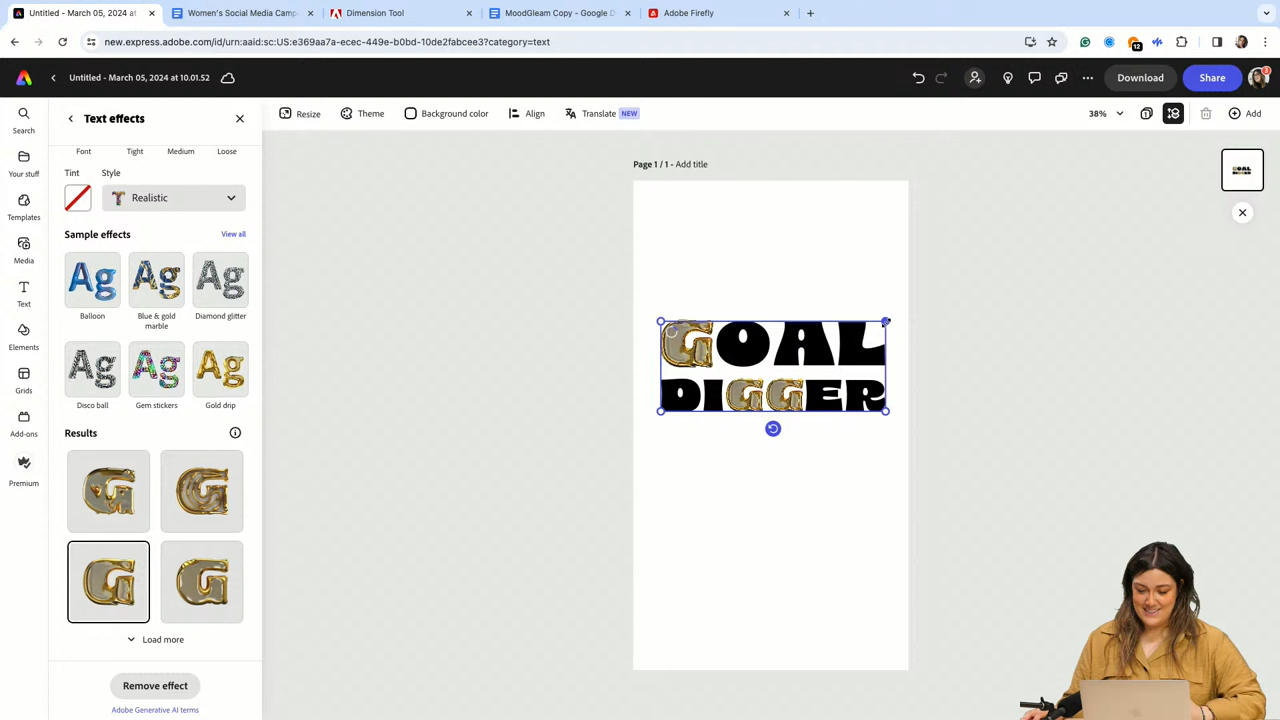 Untitled - March 05, 2024 at
Women's Social Media Camp
Dimension Tool
MoodGleam Copy - Google D
Adobe Firefly
new.express.adobe.com/id/urn:aaid:sc:US:e369aa7a-ecec-449e-b0bd-10de2fabcee3?category=text
12
Untitled - March 05, 2024 at 10.01.52
Download
Share
3
Search
Your stuff
Templates
Media
Text
Elements
Grids
Add-ons
Premium
Text effects
Font Tight Medium Loose
Tint Style
Realistic
Sample effects View all
Ag Ag Ag
Balloon Blue & gold marble Diamond glitter
Ag Ag Ag
Disco ball Gem stickers Gold drip
Results
G G
G G
Load more
Remove effect
Adobe Generative AI terms
Resize Theme Background color Align Translate NEW
38%
1
Add
Page 1 / 1 - Add title
GOAL
DIGGER
GOAL
DIGGER